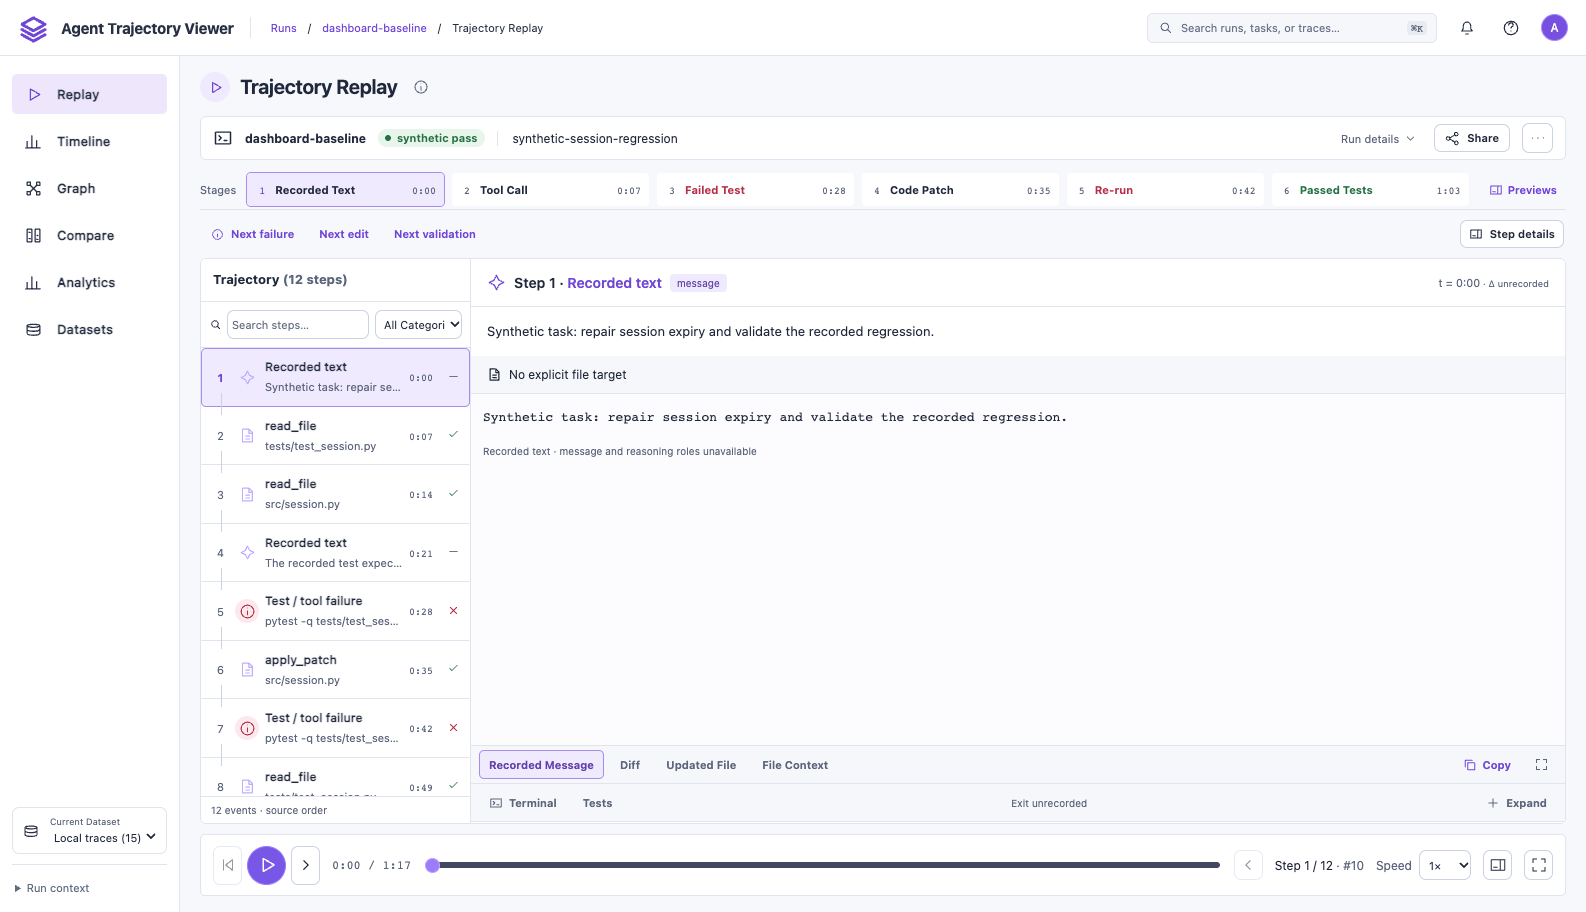 Agent Trajectory Viewer
Runs / dashboard-baseline / Trajectory Replay
Search runs, tasks, or traces... ⌘K
A
Replay
Timeline
Graph
Compare
Analytics
Datasets
Current Dataset
Local traces (15)
Run context
Trajectory Replay
dashboard-baseline synthetic pass synthetic-session-regression
Run details Share ...
Stages 1 Recorded Text 0:00 2 Tool Call 0:07 3 Failed Test 0:28 4 Code Patch 0:35 5 Re-run 0:42 6 Passed Tests 1:03 Previews
Next failure Next edit Next validation Step details
Trajectory (12 steps)
Search steps... All Categori
1 Recorded text 0:00 –
Synthetic task: repair se...
2 read_file 0:07
tests/test_session.py
3 read_file 0:14
src/session.py
4 Recorded text 0:21 –
The recorded test expec...
5 Test / tool failure 0:28
pytest -q tests/test_ses...
6 apply_patch 0:35
src/session.py
7 Test / tool failure 0:42
pytest -q tests/test_ses...
8 read_file 0:49
tests/test_session.py
12 events · source order
Step 1 · Recorded text message t = 0:00 · Δ unrecorded
Synthetic task: repair session expiry and validate the recorded regression.
No explicit file target
Synthetic task: repair session expiry and validate the recorded regression.
Recorded text · message and reasoning roles unavailable
Recorded Message Diff Updated File File Context Copy
Terminal Tests Exit unrecorded Expand
0:00 / 1:17 Step 1 / 12 · #10 Speed 1×